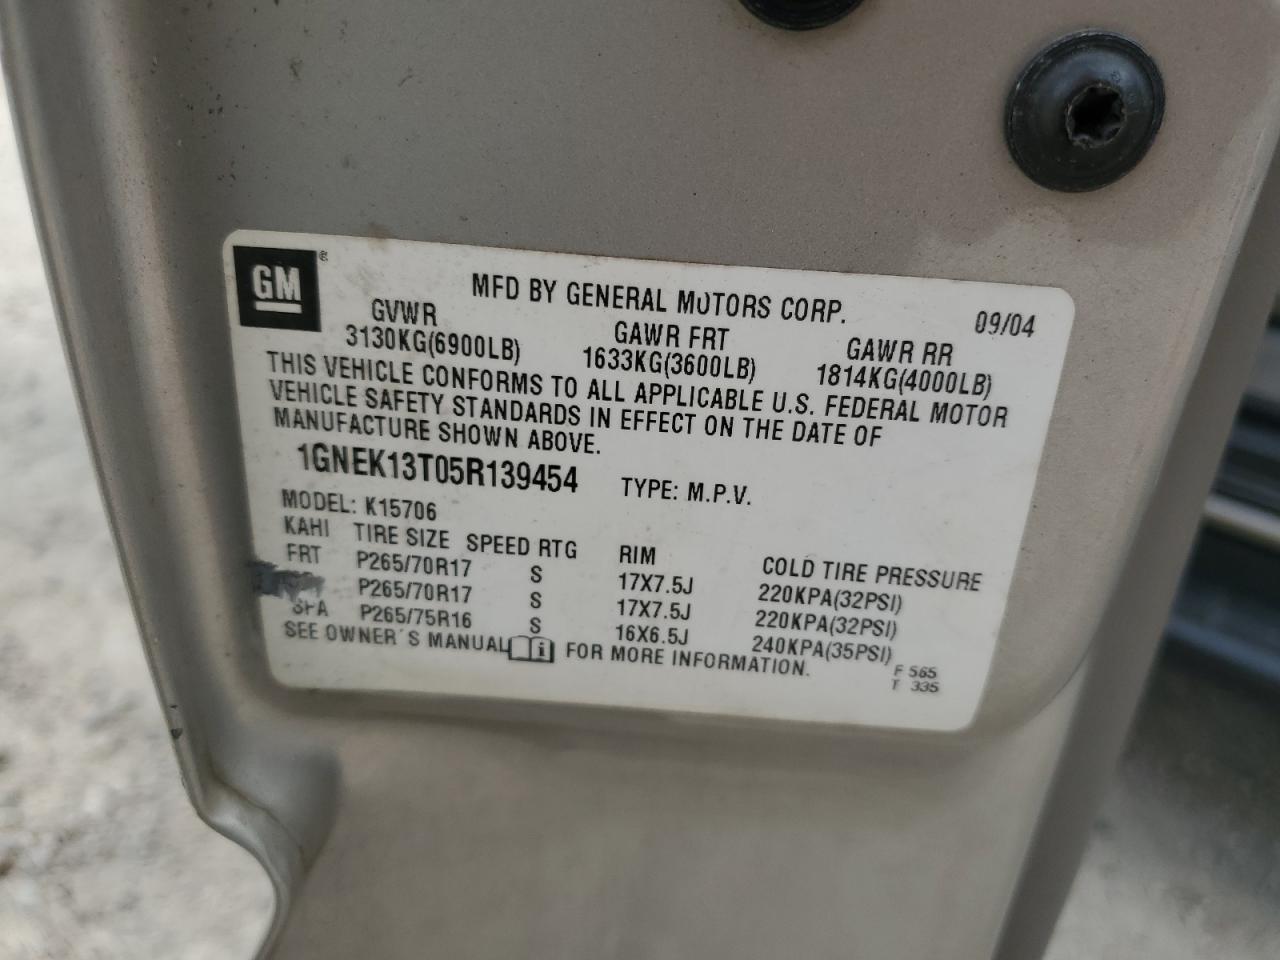 GM ®
MFD BY GENERAL MOTORS CORP. 09/04
GVWR GAWR FRT GAWR RR
3130KG(6900LB) 1633KG(3600LB) 1814KG(4000LB)
THIS VEHICLE CONFORMS TO ALL APPLICABLE U.S. FEDERAL MOTOR
VEHICLE SAFETY STANDARDS IN EFFECT ON THE DATE OF
MANUFACTURE SHOWN ABOVE.
1GNEK13T05R139454 TYPE: M.P.V.
MODEL: K15706
KAHI TIRE SIZE SPEED RTG RIM COLD TIRE PRESSURE
FRT P265/70R17 S 17X7.5J 220KPA(32PSI)
P265/70R17 S 17X7.5J 220KPA(32PSI)
SPA P265/75R16 S 16X6.5J 240KPA(35PSI)
SEE OWNER´S MANUAL i FOR MORE INFORMATION.
F 565
T 335